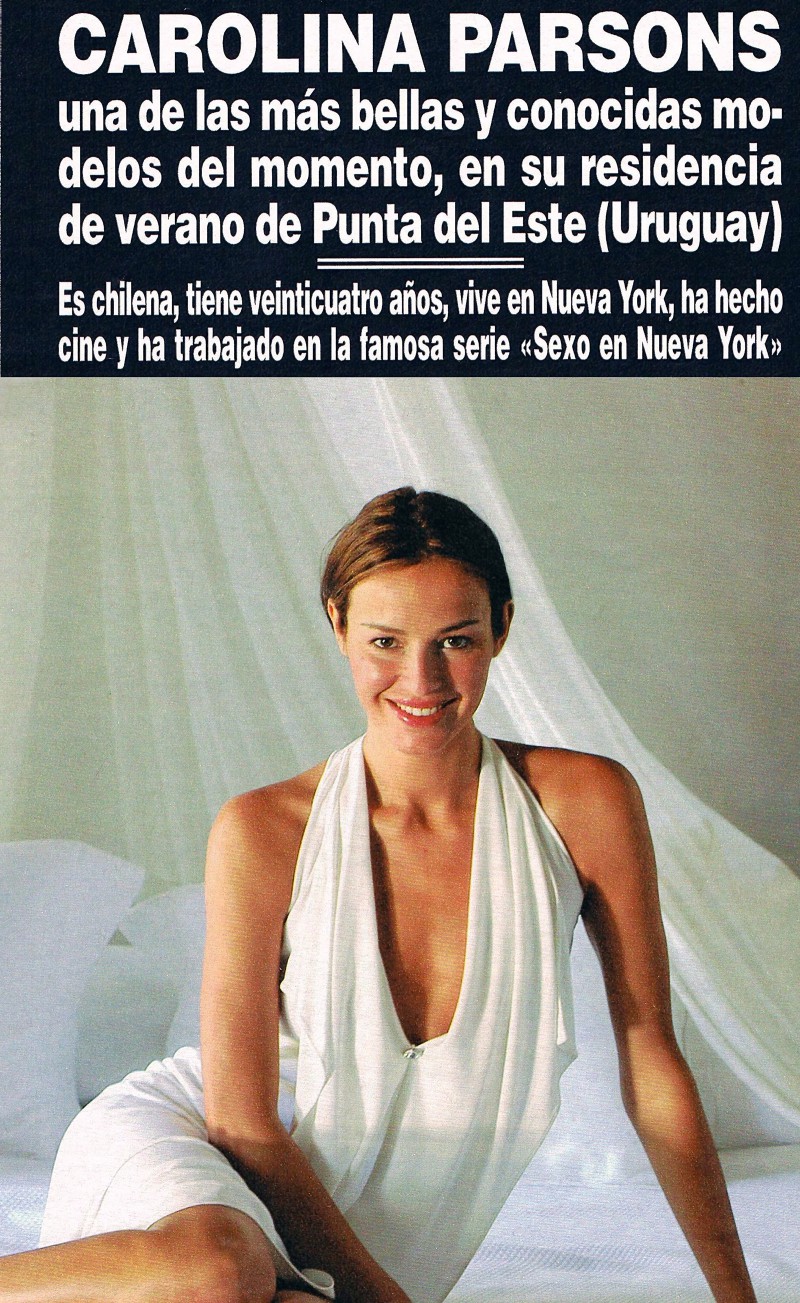 CAROLINA PARSONS
una de las más bellas y conocidas mo-
delos del momento, en su residencia
de verano de Punta del Este (Uruguay)
Es chilena, tiene veinticuatro años, vive en Nueva York, ha hecho
cine y ha trabajado en la famosa serie «Sexo en Nueva York»